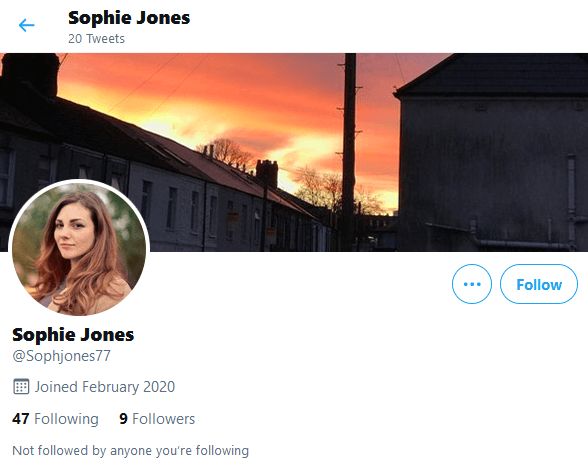 Sophie Jones
20 Tweets
Follow
Sophie Jones
@Sophjones77
Joined February 2020
47 Following 9 Followers
Not followed by anyone you're following